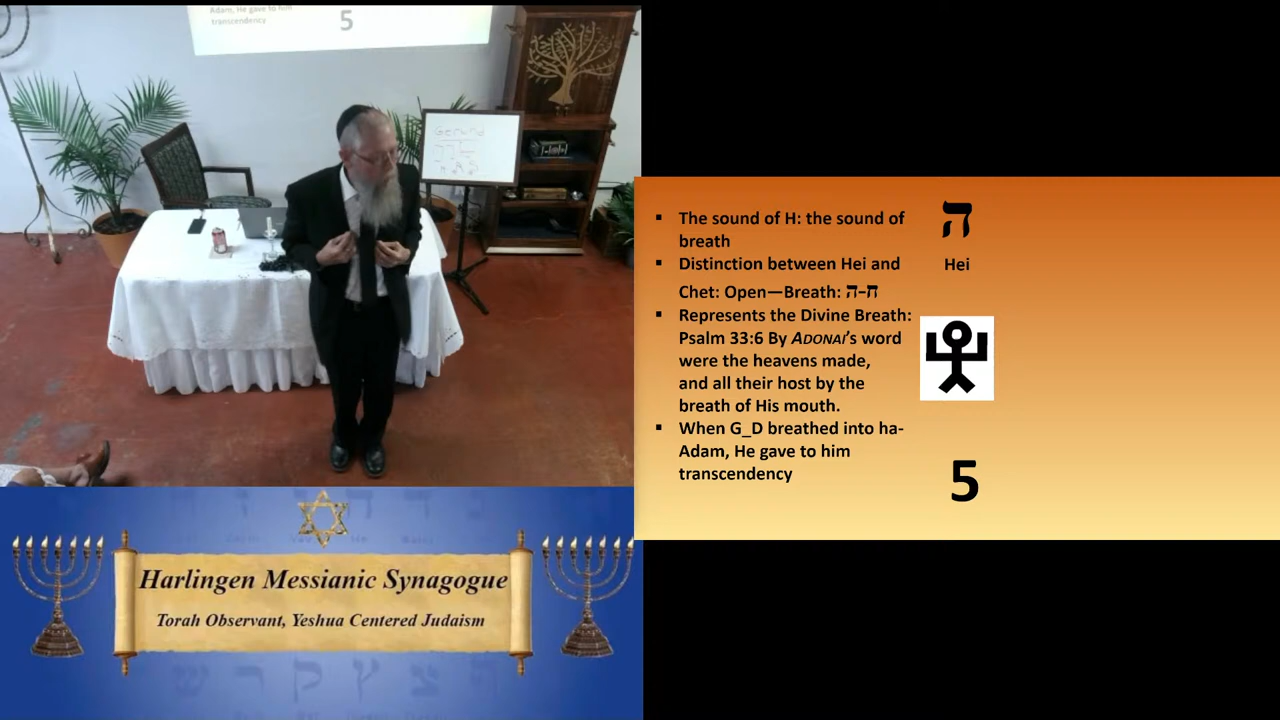 Adam, He gave to him
transcendency
5
Gerund
Harlingen Messianic Synagogue
Torah Observant, Yeshua Centered Judaism
▪ The sound of H: the sound of
breath
▪ Distinction between Hei and
Chet: Open—Breath: ח-ה
▪ Represents the Divine Breath:
Psalm 33:6 By ADONAI’s word
were the heavens made,
and all their host by the
breath of His mouth.
▪ When G_D breathed into ha-
Adam, He gave to him
transcendency
ה
Hei
5